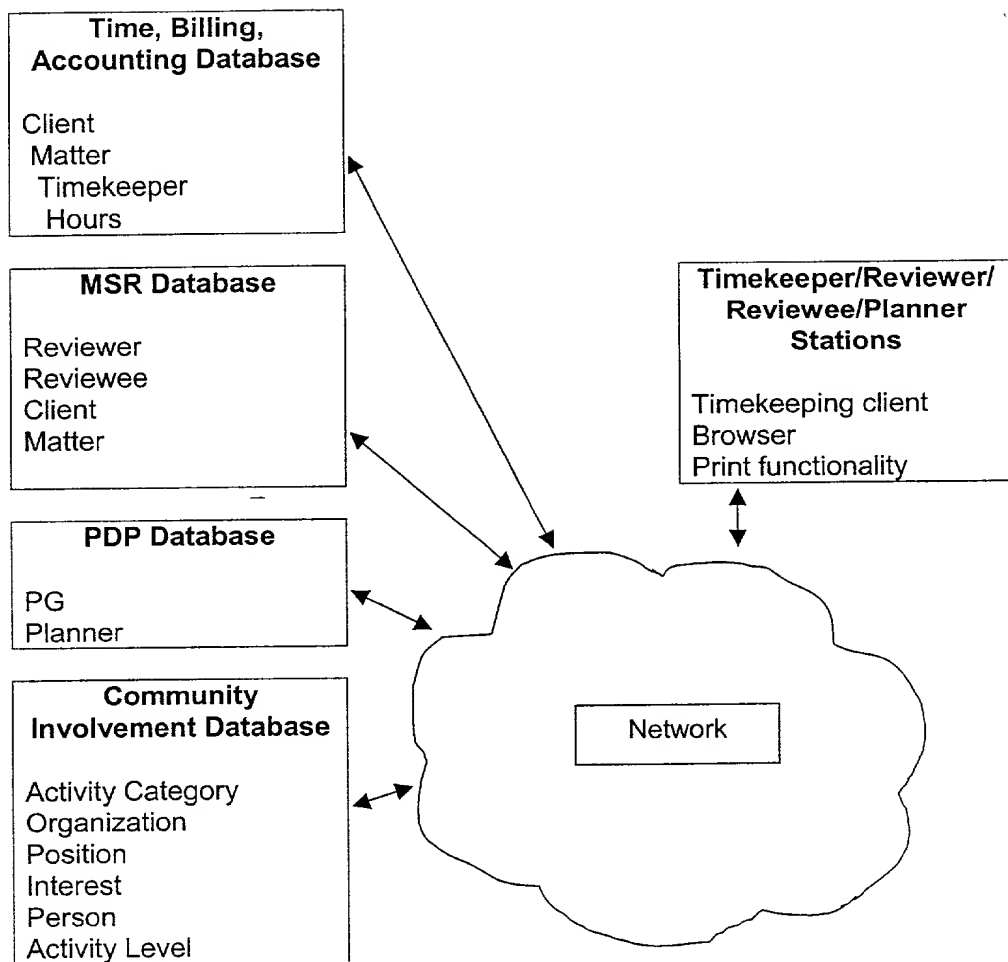 Time, Billing,
Accounting Database
Client
Matter
Timekeeper
Hours
MSR Database
Reviewer
Reviewee
Client
Matter
PDP Database
PG
Planner
Community
Involvement Database
Activity Category
Organization
Position
Interest
Person
Activity Level
Timekeeper/Reviewer/
Reviewee/Planner
Stations
Timekeeping client
Browser
Print functionality
Network